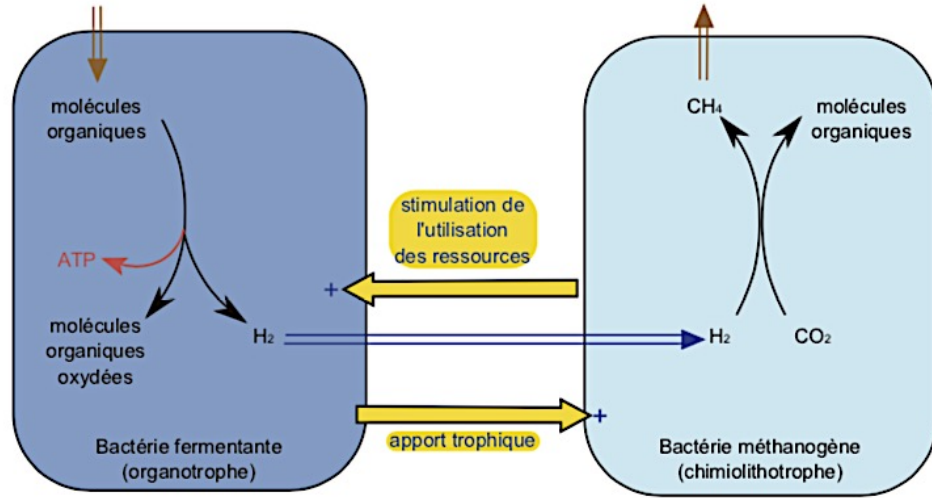 molécules
organiques
ATP
molécules
organiques
oxydées
H₂
Bactérie fermentante
(organotrophe)
stimulation de
l'utilisation
des ressources
+
+
apport trophique
CH₄
molécules
organiques
H₂
CO₂
Bactérie méthanogène
(chimiolithotrophe)